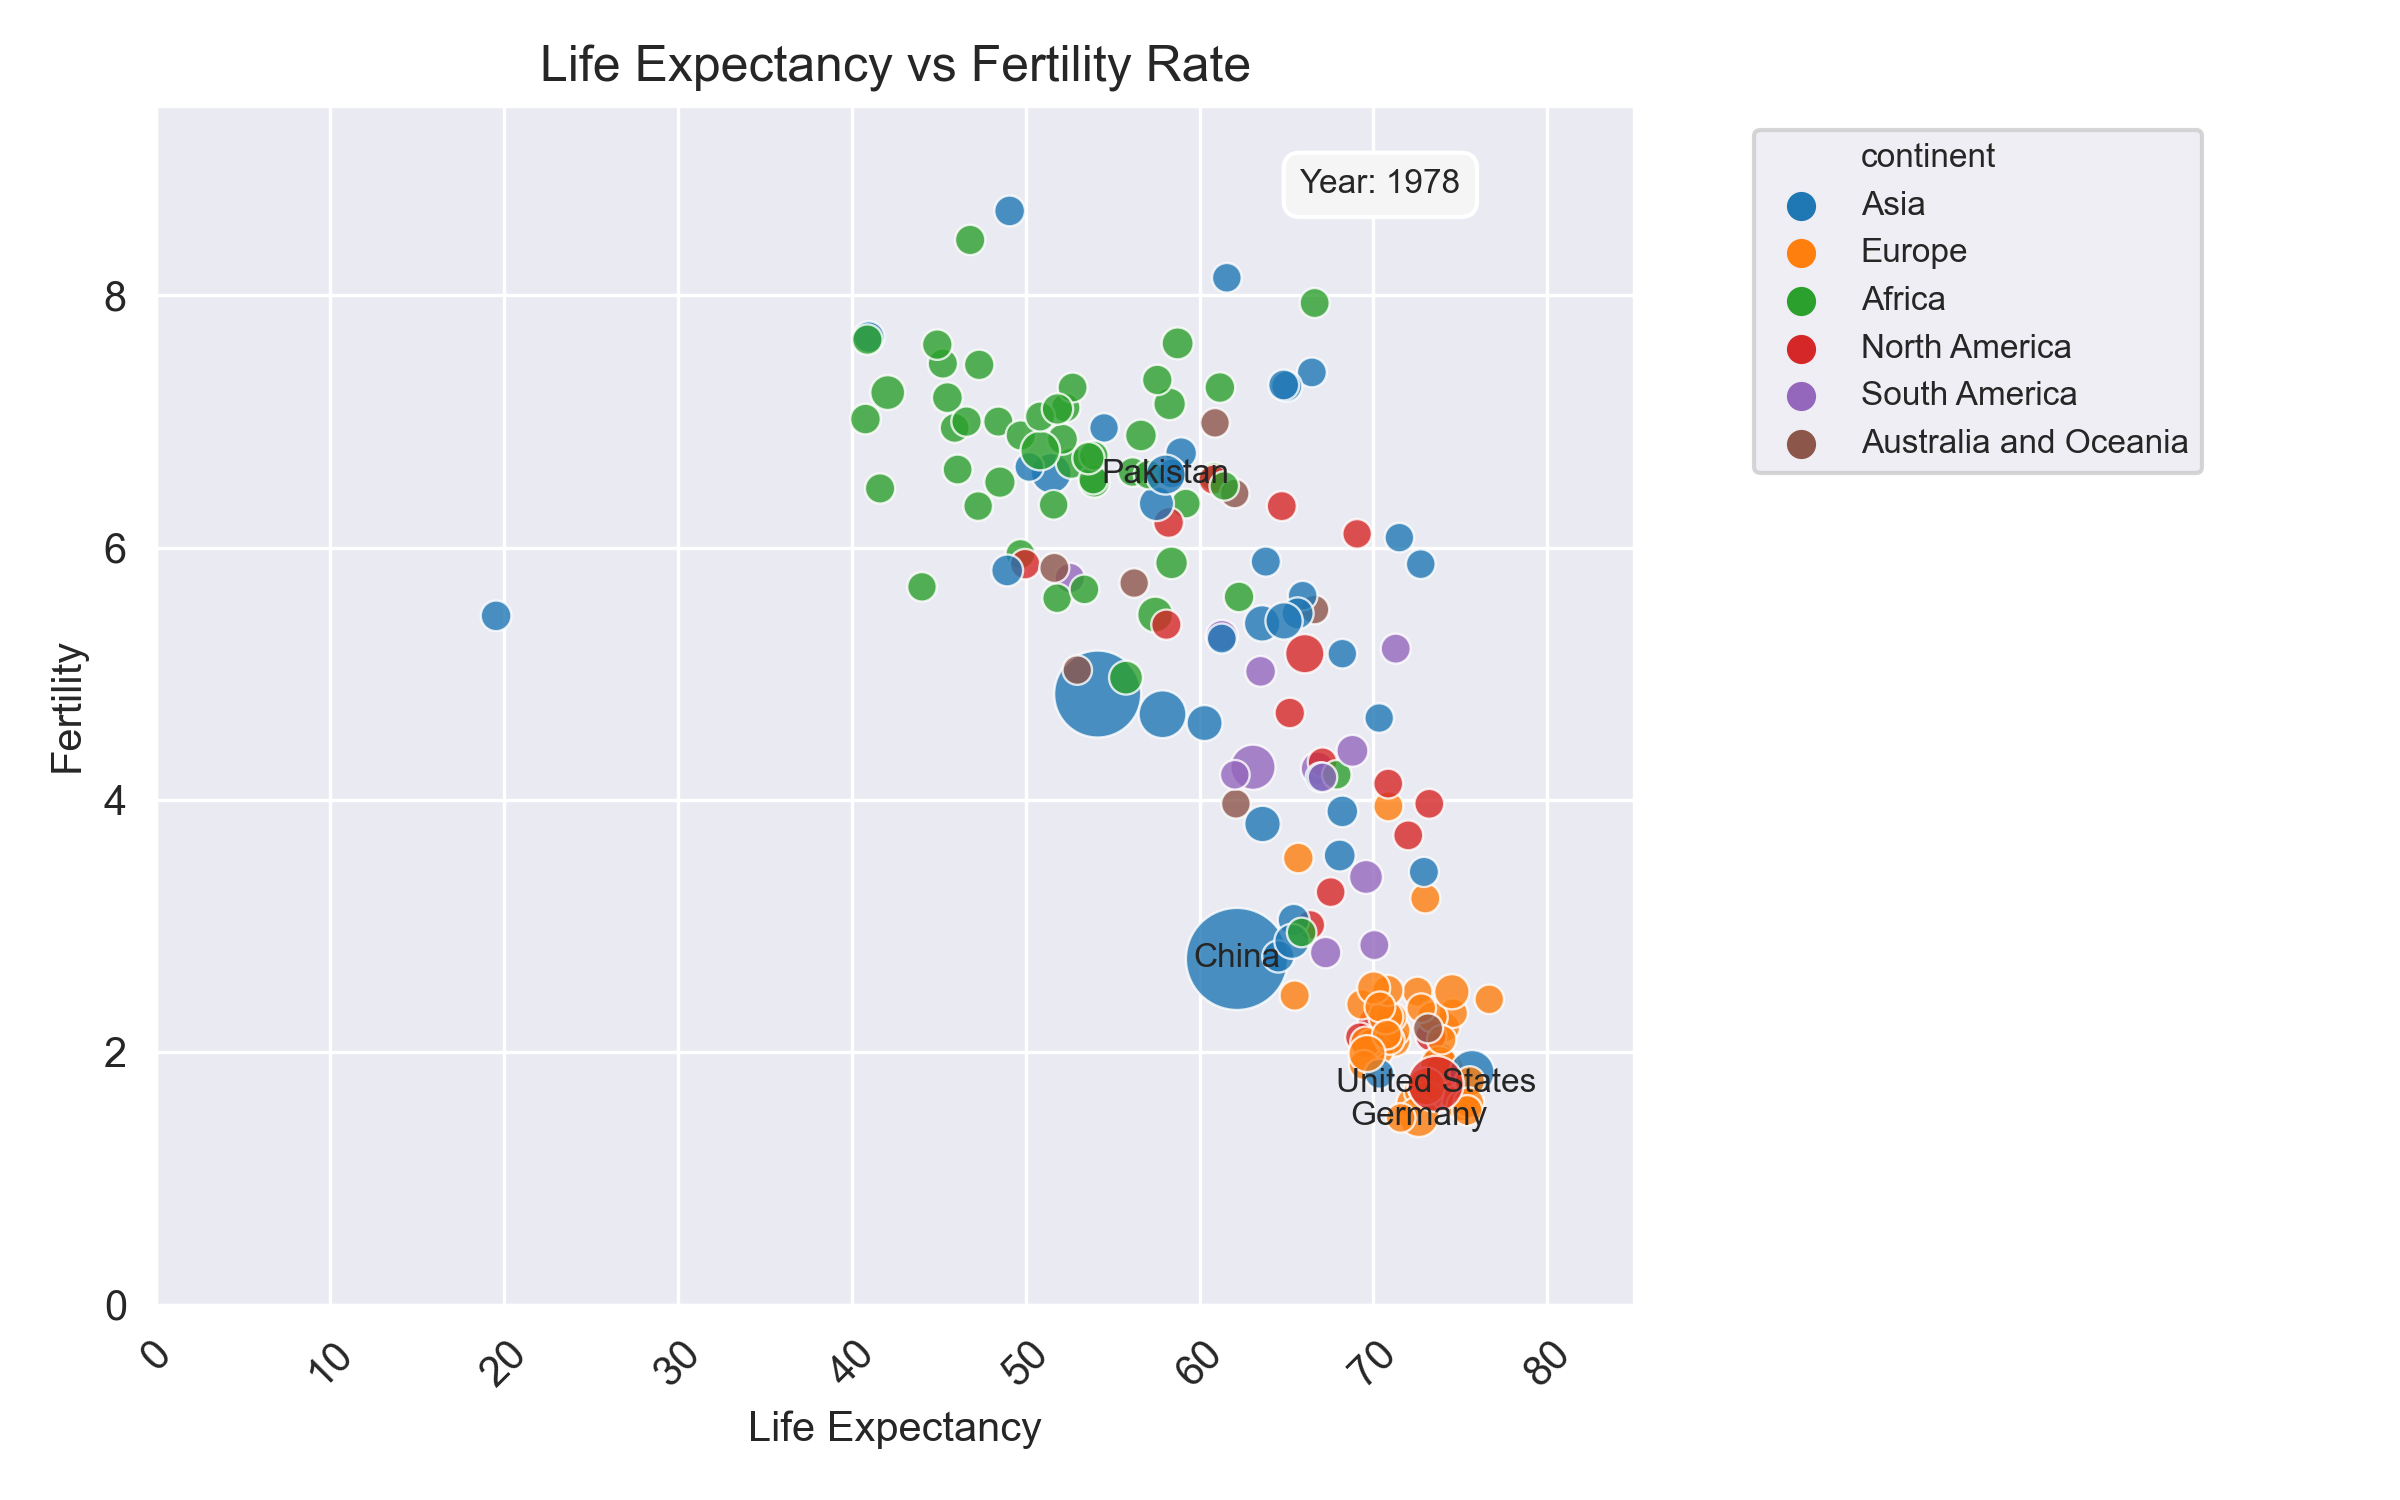 Life Expectancy vs Fertility Rate
Year: 1978
continent
Asia
Europe
Africa
North America
South America
Australia and Oceania
Pakistan
China
United States
Germany
Fertility
8
6
4
2
0
0 10 20 30 40 50 60 70 80
Life Expectancy